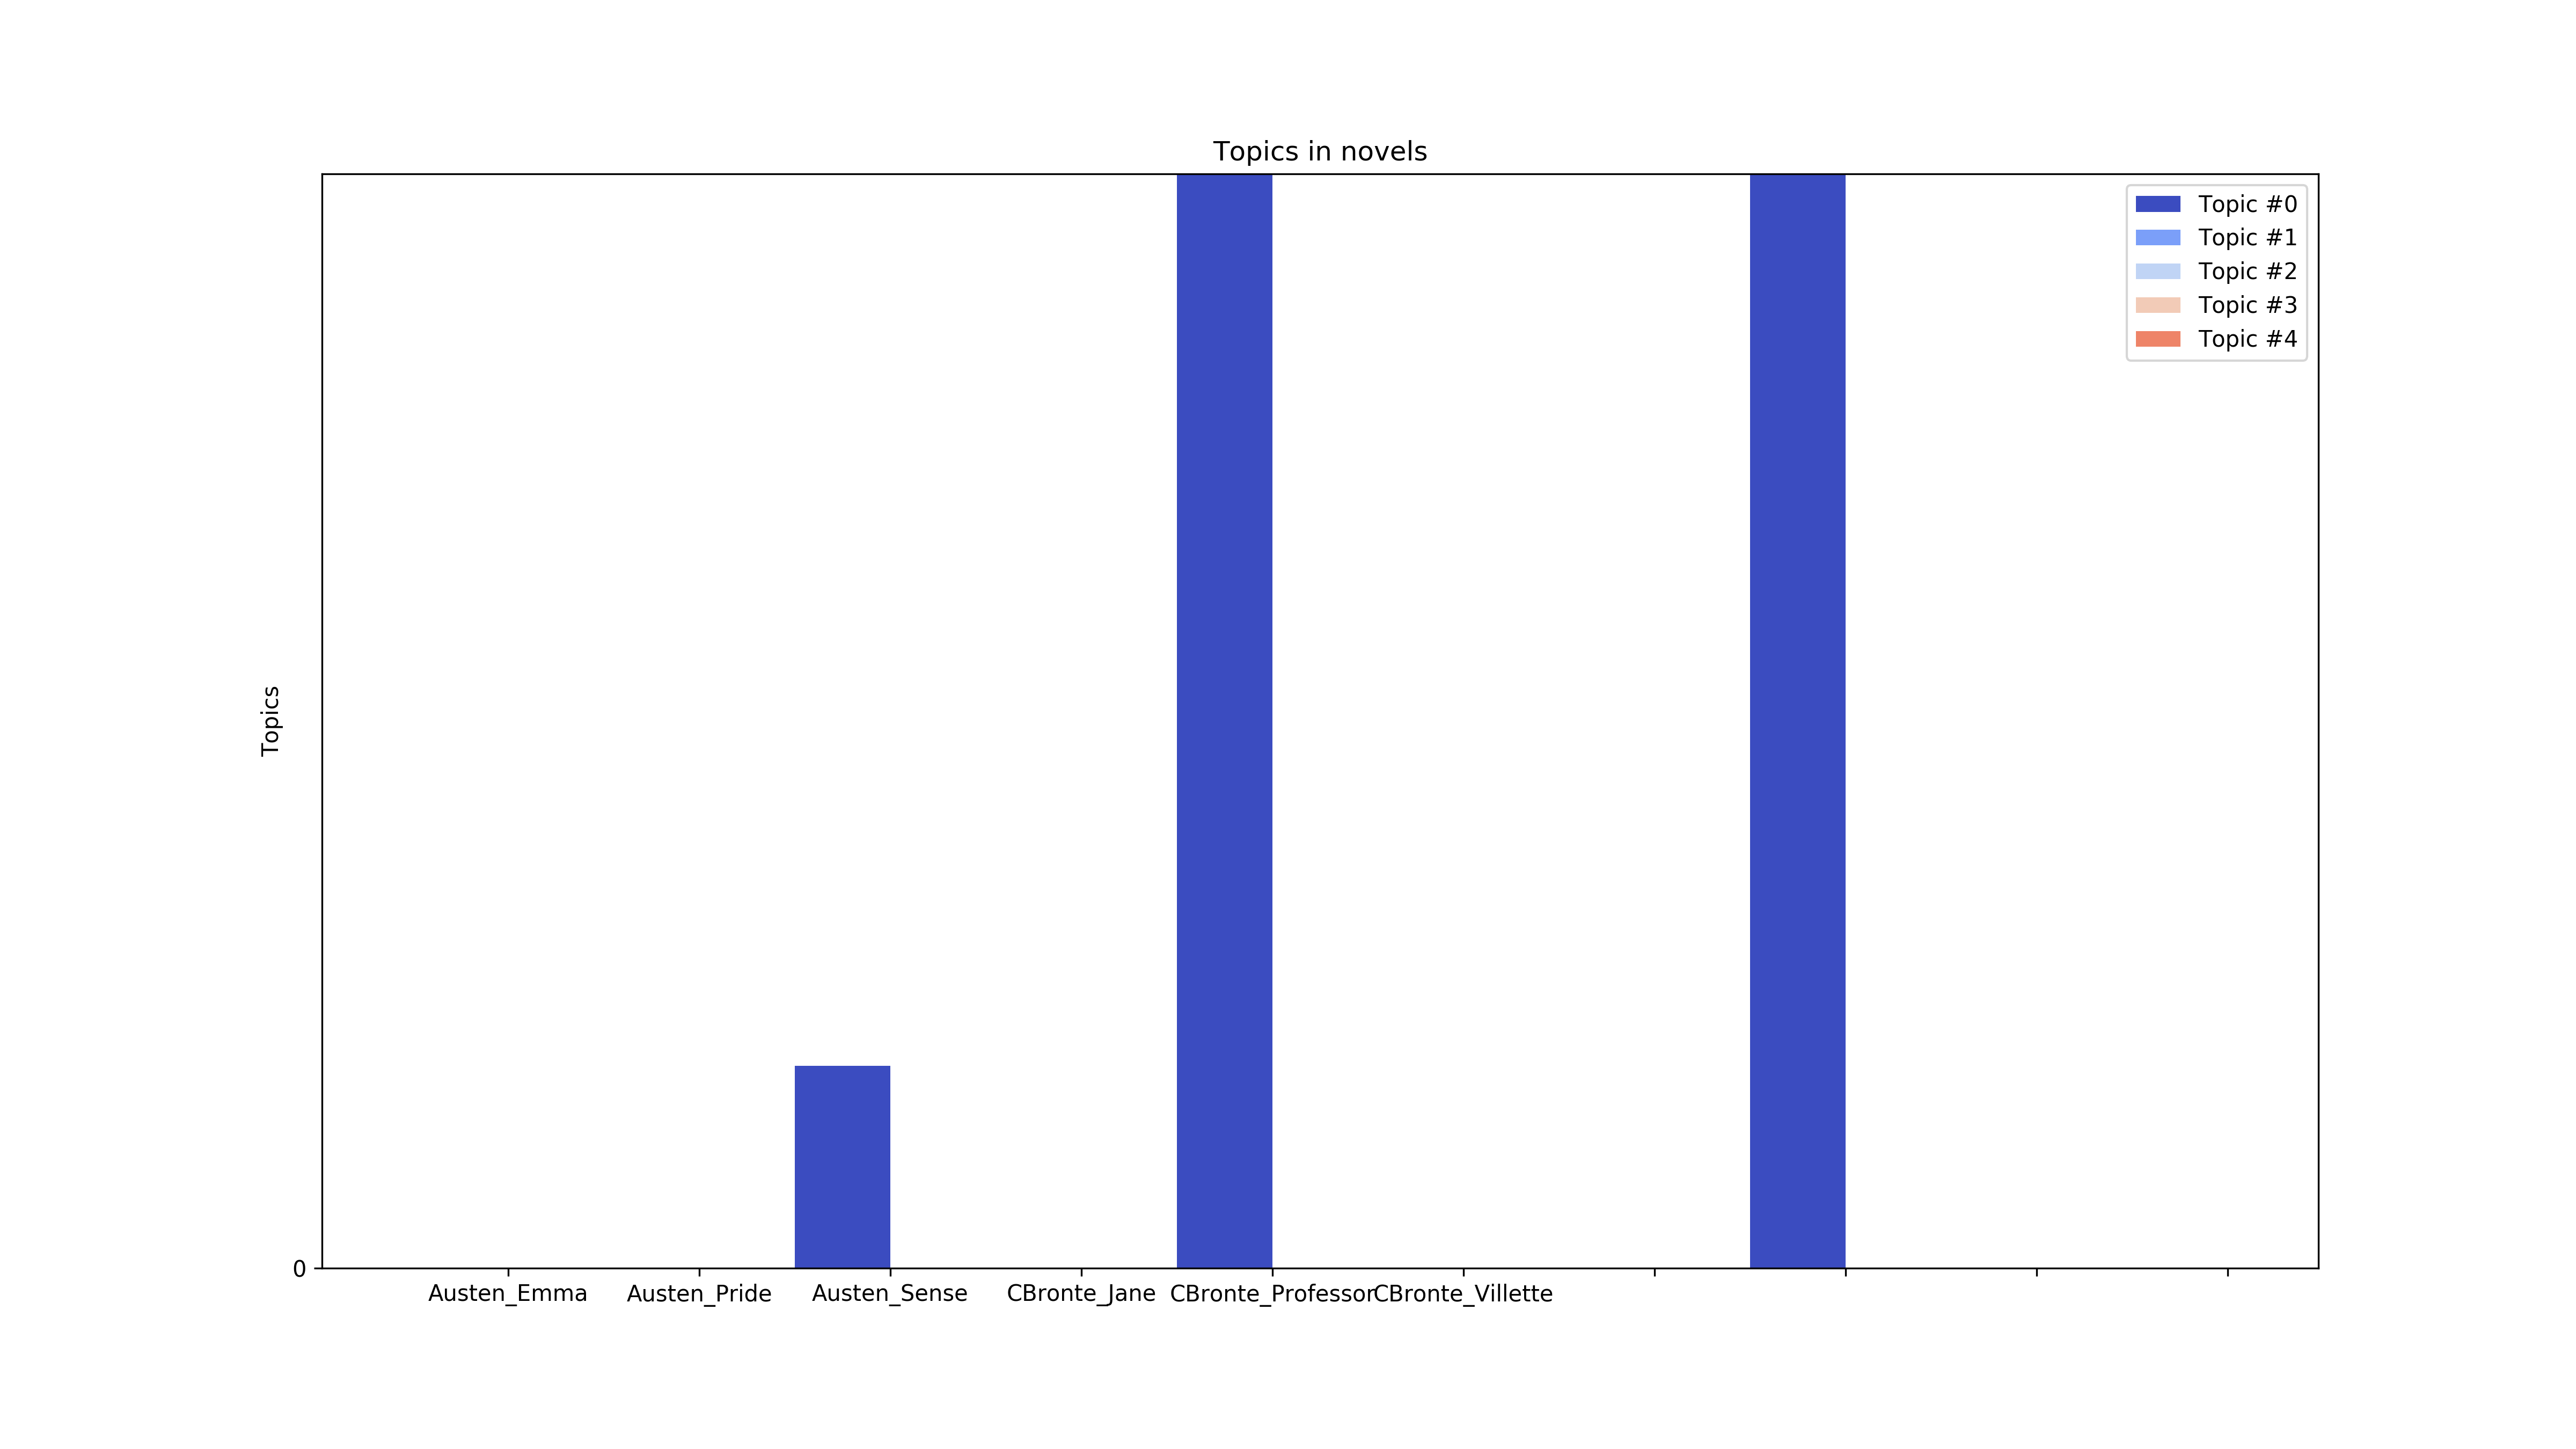 Topics in novels
Topic #0
Topic #1
Topic #2
Topic #3
Topic #4
Topics
0
Austen_Emma Austen_Pride Austen_Sense CBronte_Jane CBronte_Professor CBronte_Villette